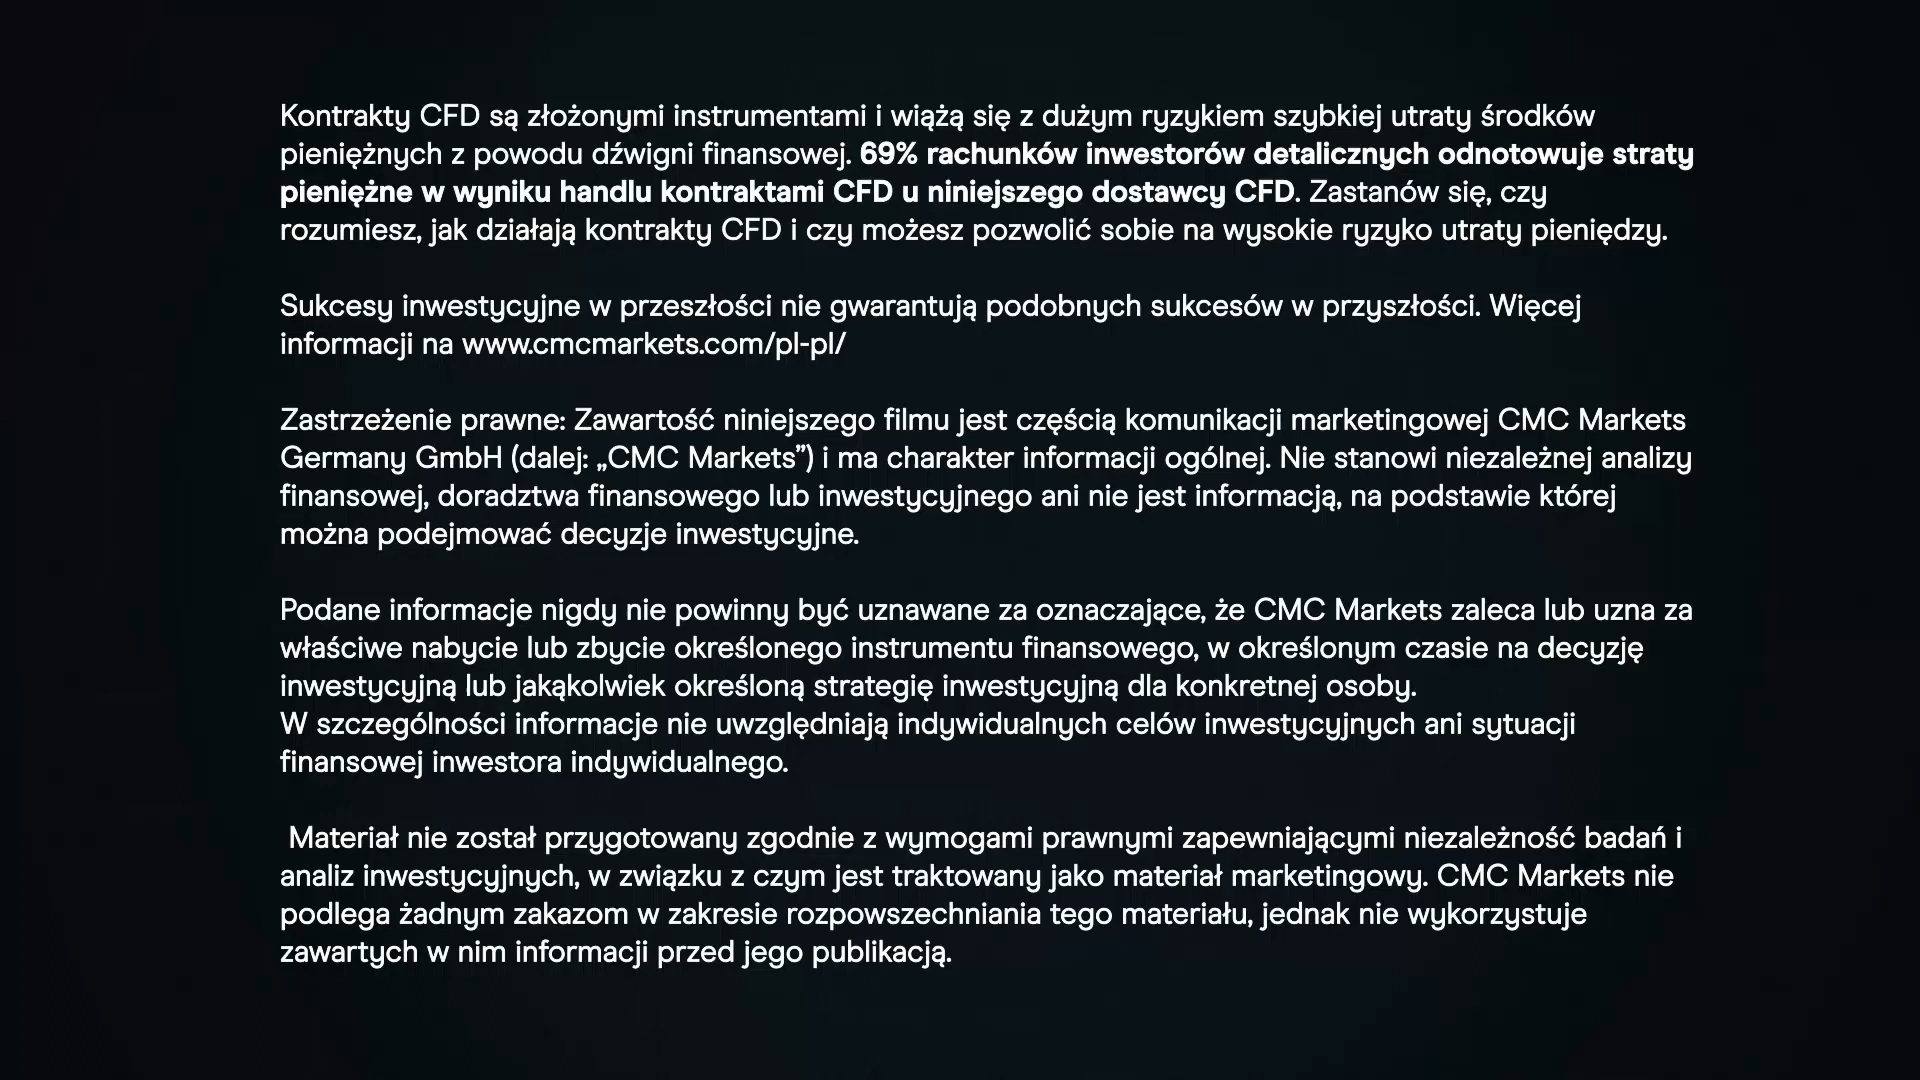 Kontrakty CFD są złożonymi instrumentami i wiążą się z dużym ryzykiem szybkiej utraty środków
pieniężnych z powodu dźwigni finansowej. 69% rachunków inwestorów detalicznych odnotowuje straty
pieniężne w wyniku handlu kontraktami CFD u niniejszego dostawcy CFD. Zastanów się, czy
rozumiesz, jak działają kontrakty CFD i czy możesz pozwolić sobie na wysokie ryzyko utraty pieniędzy.
Sukcesy inwestycyjne w przeszłości nie gwarantują podobnych sukcesów w przyszłości. Więcej
informacji na www.cmcmarkets.com/pl-pl/
Zastrzeżenie prawne: Zawartość niniejszego filmu jest częścią komunikacji marketingowej CMC Markets
Germany GmbH (dalej: „CMC Markets”) i ma charakter informacji ogólnej. Nie stanowi niezależnej analizy
finansowej, doradztwa finansowego lub inwestycyjnego ani nie jest informacją, na podstawie której
można podejmować decyzje inwestycyjne.
Podane informacje nigdy nie powinny być uznawane za oznaczające, że CMC Markets zaleca lub uzna za
właściwe nabycie lub zbycie określonego instrumentu finansowego, w określonym czasie na decyzję
inwestycyjną lub jakąkolwiek określoną strategię inwestycyjną dla konkretnej osoby.
W szczególności informacje nie uwzględniają indywidualnych celów inwestycyjnych ani sytuacji
finansowej inwestora indywidualnego.
Materiał nie został przygotowany zgodnie z wymogami prawnymi zapewniającymi niezależność badań i
analiz inwestycyjnych, w związku z czym jest traktowany jako materiał marketingowy. CMC Markets nie
podlega żadnym zakazom w zakresie rozpowszechniania tego materiału, jednak nie wykorzystuje
zawartych w nim informacji przed jego publikacją.